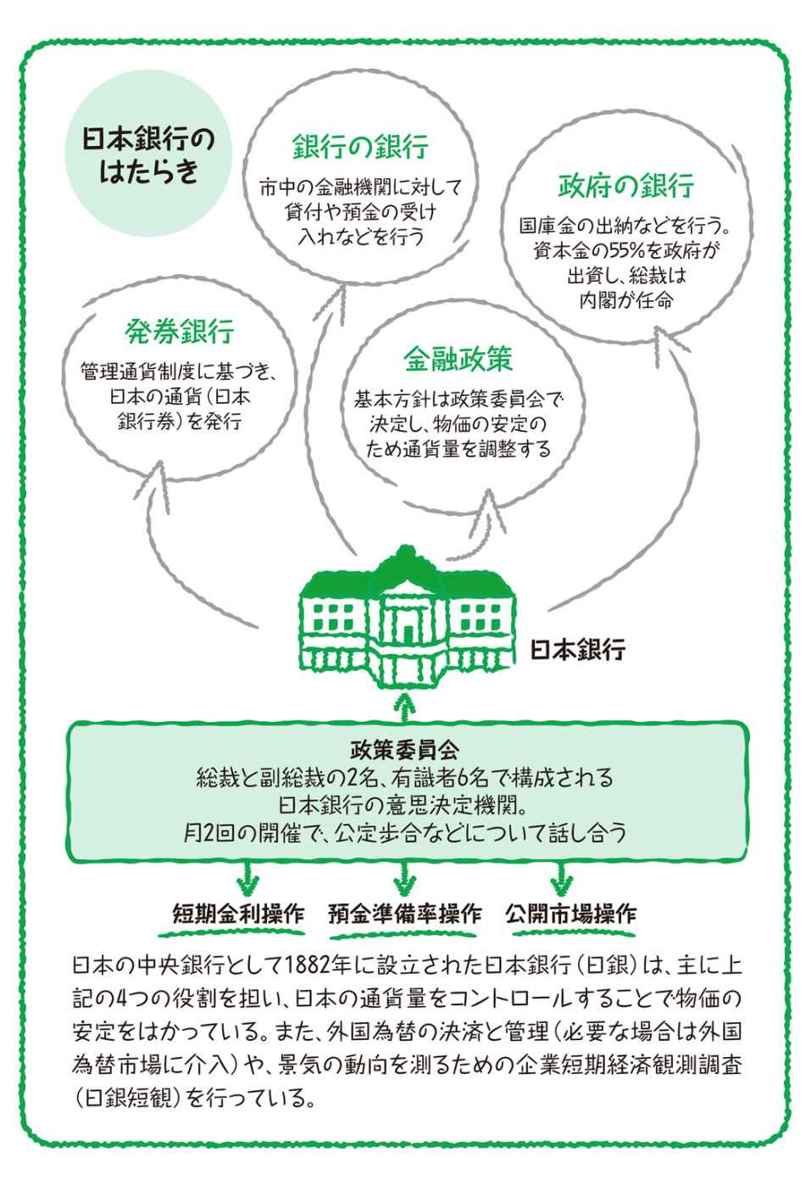 日本銀行の
はたらき
銀行の銀行
市中の金融機関に対して
貸付や預金の受け
入れなどを行う
政府の銀行
国庫金の出納などを行う。
資本金の55%を政府が
出資し、総裁は
内閣が任命
発券銀行
管理通貨制度に基づき、
日本の通貨(日本
銀行券)を発行
金融政策
基本方針は政策委員会で
決定し、物価の安定の
ため通貨量を調整する
日本銀行
政策委員会
総裁と副総裁の2名、有識者6名で構成される
日本銀行の意思決定機関。
月2回の開催で、公定歩合などについて話し合う
短期金利操作 預金準備率操作 公開市場操作
日本の中央銀行として1882年に設立された日本銀行(日銀)は、主に上
記の4つの役割を担い、日本の通貨量をコントロールすることで物価の
安定をはかっている。また、外国為替の決済と管理(必要な場合は外国
為替市場に介入)や、景気の動向を測るための企業短期経済観測調査
(日銀短観)を行っている。